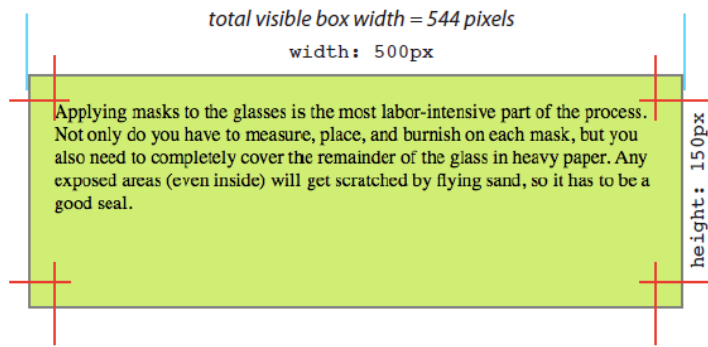 total visible box width = 544 pixels
width: 500px
Applying masks to the glasses is the most labor-intensive part of the process.
Not only do you have to measure, place, and burnish on each mask, but you
also need to completely cover the remainder of the glass in heavy paper. Any
exposed areas (even inside) will get scratched by flying sand, so it has to be a
good seal.
height: 150px